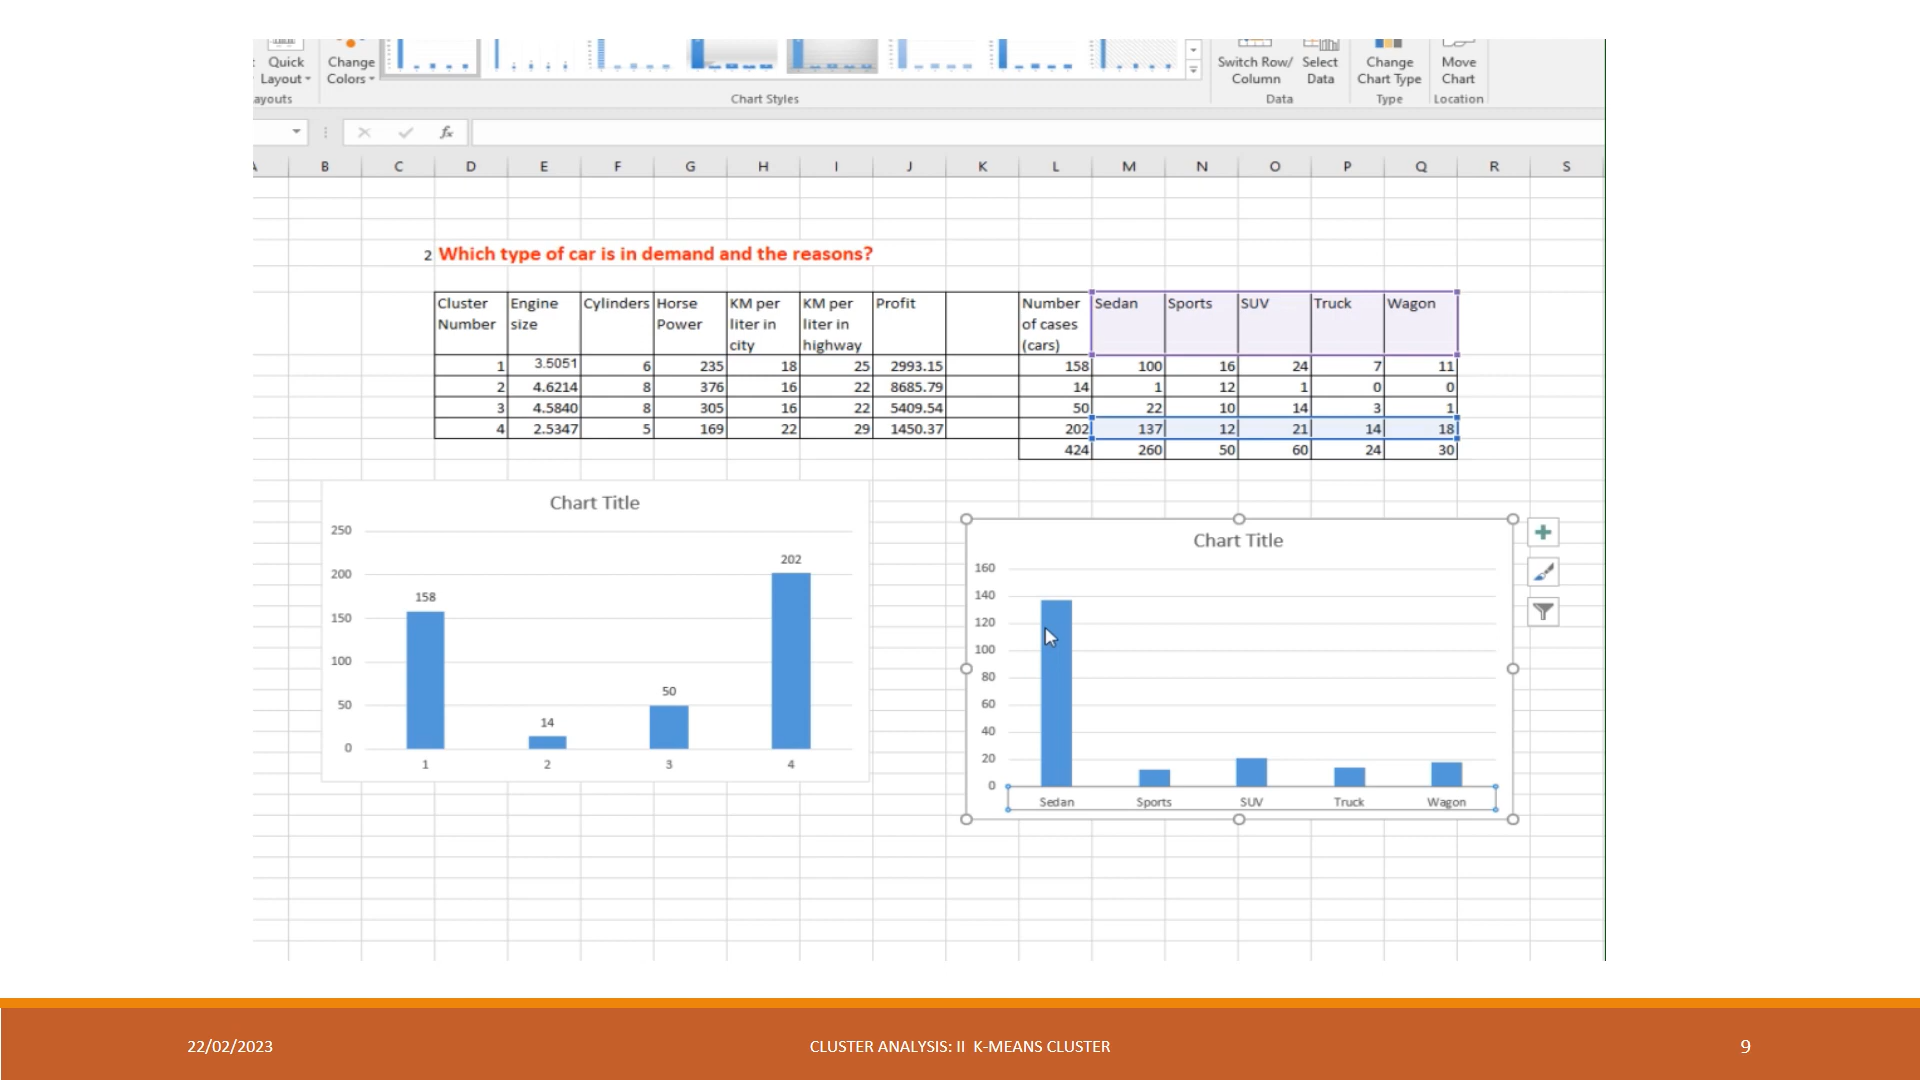 Quick Change Switch Row/ Select Change Move
Layout Colors Column Data Chart Type Chart
ayouts Chart Styles Data Type Location
fx
A B C D E F G H I J K L M N O P Q R S
2 Which type of car is in demand and the reasons?
Cluster Engine Cylinders Horse KM per KM per Profit Number Sedan Sports SUV Truck Wagon
Number size Power liter in liter in of cases
city highway (cars)
1 3.5051 6 235 18 25 2993.15 158 100 16 24 7 11
2 4.6214 8 376 16 22 8685.79 14 1 12 1 0 0
3 4.5840 8 305 16 22 5409.54 50 22 10 14 3 1
4 2.5347 5 169 22 29 1450.37 202 137 12 21 14 18
424 260 50 60 24 30
Chart Title
250
200
150
100
50
0
158
14
50
202
1 2 3 4
Chart Title
160
140
120
100
80
60
40
20
0
Sedan Sports SUV Truck Wagon
22/02/2023 CLUSTER ANALYSIS: II K-MEANS CLUSTER 9